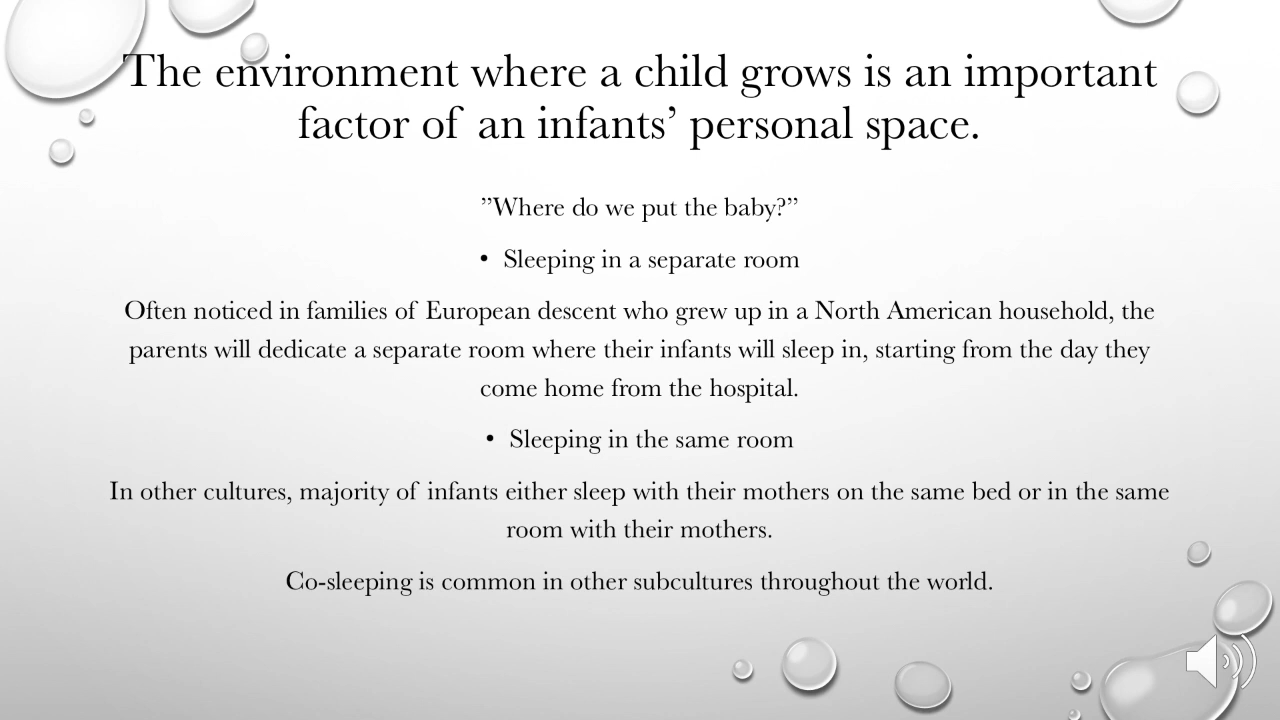 The environment where a child grows is an important
factor of an infants’ personal space.
”Where do we put the baby?”
• Sleeping in a separate room
Often noticed in families of European descent who grew up in a North American household, the
parents will dedicate a separate room where their infants will sleep in, starting from the day they
come home from the hospital.
• Sleeping in the same room
In other cultures, majority of infants either sleep with their mothers on the same bed or in the same
room with their mothers.
Co-sleeping is common in other subcultures throughout the world.